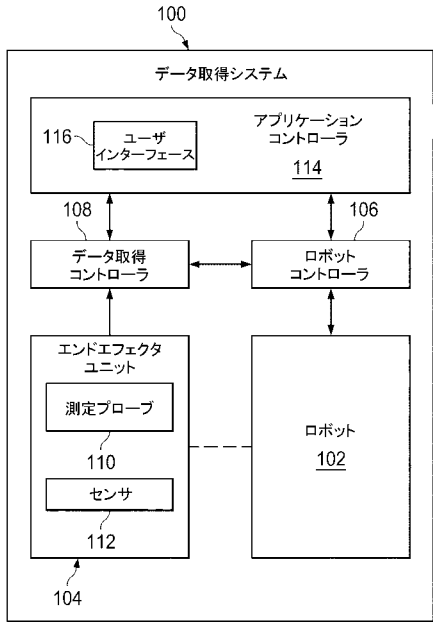 100
データ取得システム
116
ユーザ
インターフェース
アプリケーション
コントローラ
114
108
106
データ取得
コントローラ
ロボット
コントローラ
エンドエフェクタ
ユニット
測定プローブ
110
センサ
112
ロボット
102
104